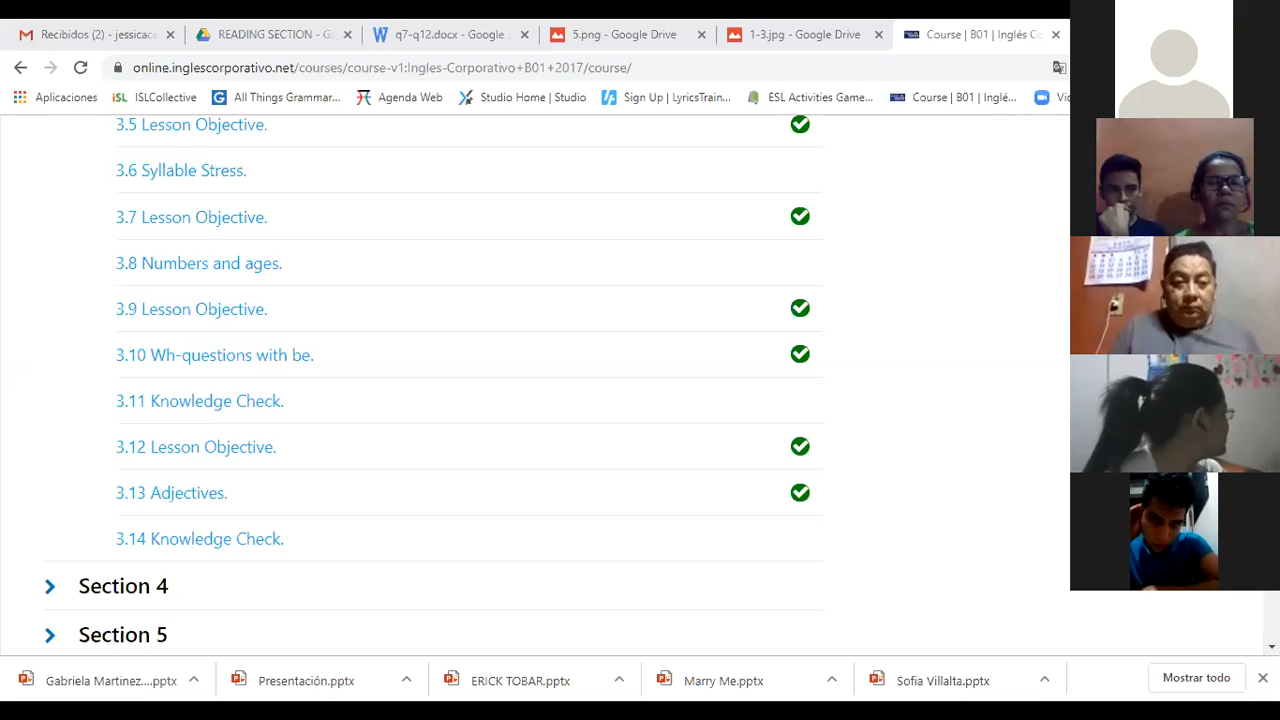 Recibidos (2) - jessicace
READING SECTION - G
q7-q12.docx - Google
5.png - Google Drive
1-3.jpg - Google Drive
Course | B01 | Inglés Co
online.inglescorporativo.net/courses/course-v1:Ingles-Corporativo+B01+2017/course/
Aplicaciones
ISLCollective
All Things Grammar...
Agenda Web
Studio Home | Studio
Sign Up | LyricsTrain...
ESL Activities Game...
Course | B01 | Inglé...
3.5 Lesson Objective.
3.6 Syllable Stress.
3.7 Lesson Objective.
3.8 Numbers and ages.
3.9 Lesson Objective.
3.10 Wh-questions with be.
3.11 Knowledge Check.
3.12 Lesson Objective.
3.13 Adjectives.
3.14 Knowledge Check.
Section 4
Section 5
Gabriela Martinez....pptx
Presentación.pptx
ERICK TOBAR.pptx
Marry Me.pptx
Sofia Villalta.pptx
Mostrar todo